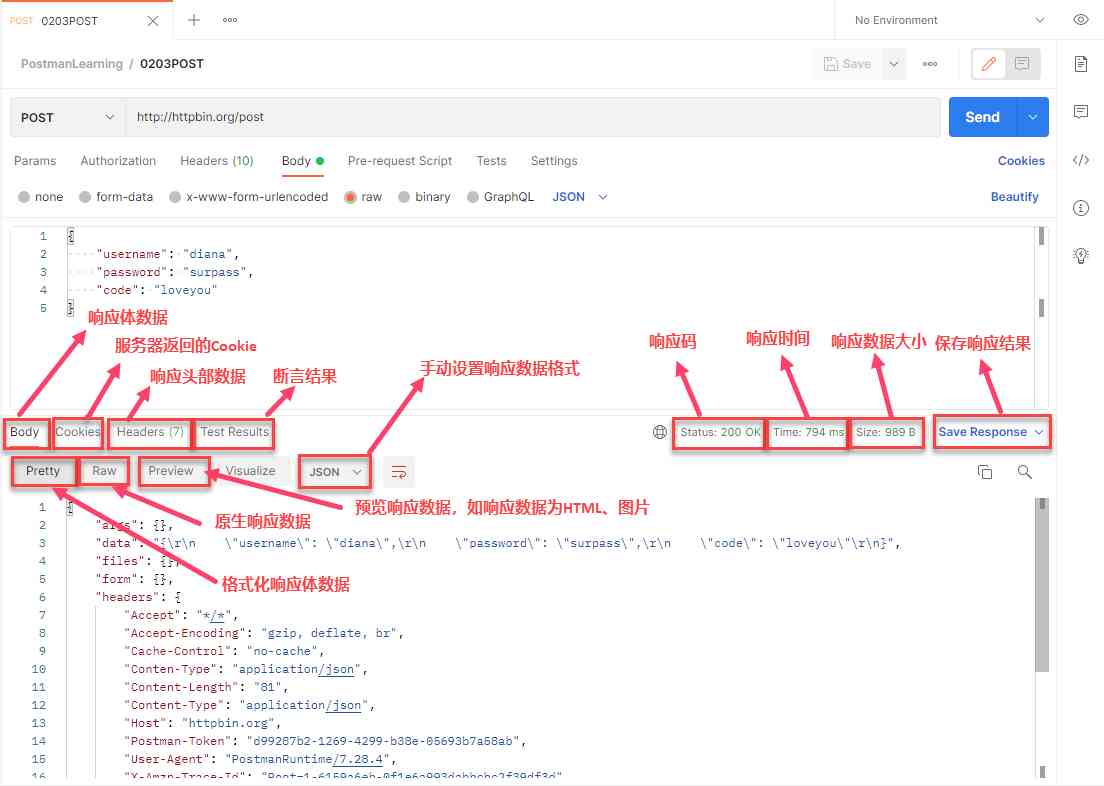 POST 0203POST
No Environment
PostmanLearning / 0203POST
Save
POST http://httpbin.org/post Send
Params Authorization Headers (10) Body Pre-request Script Tests Settings Cookies
none form-data x-www-form-urlencoded raw binary GraphQL JSON Beautify
1 {
2 "username": "diana",
3 "password": "surpass",
4 "code": "loveyou"
5 }
响应体数据
服务器返回的Cookie
响应头部数据
断言结果
手动设置响应数据格式
响应码
响应时间
响应数据大小
保存响应结果
Body Cookies Headers (7) Test Results Status: 200 OK Time: 794 ms Size: 989 B Save Response
Pretty Raw Preview Visualize JSON
预览响应数据，如响应数据为HTML、图片
原生响应数据
格式化响应体数据
1 {
2 "args": {},
3 "data": "{\r\n    \"username\": \"diana\",\r\n    \"password\": \"surpass\",\r\n    \"code\": \"loveyou\"\r\n}",
4 "files": {},
5 "form": {},
6 "headers": {
7 "Accept": "*/*",
8 "Accept-Encoding": "gzip, deflate, br",
9 "Cache-Control": "no-cache",
10 "Conten-Type": "application/json",
11 "Content-Length": "81",
12 "Content-Type": "application/json",
13 "Host": "httpbin.org",
14 "Postman-Token": "d99287b2-1269-4299-b38e-05693b7a58ab",
15 "User-Agent": "PostmanRuntime/7.28.4",
16 "X-Amzn-Trace-Id":